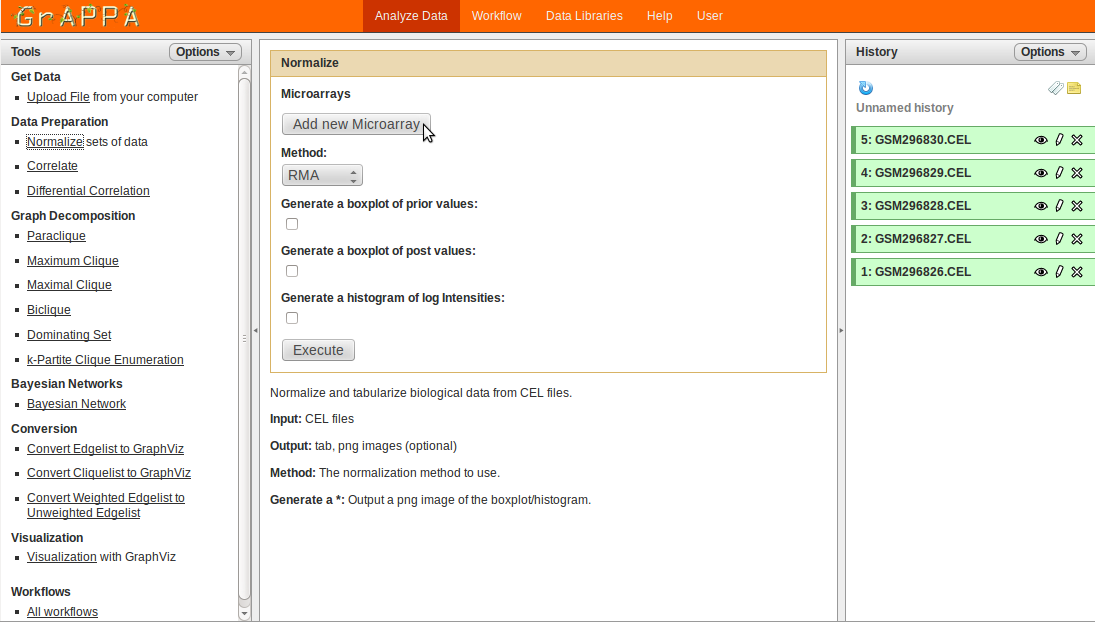 GrAPPA
Analyze Data
Workflow
Data Libraries
Help
User
Tools
Options
Get Data
Upload File from your computer
Data Preparation
Normalize sets of data
Correlate
Differential Correlation
Graph Decomposition
Paraclique
Maximum Clique
Maximal Clique
Biclique
Dominating Set
k-Partite Clique Enumeration
Bayesian Networks
Bayesian Network
Conversion
Convert Edgelist to GraphViz
Convert Cliquelist to GraphViz
Convert Weighted Edgelist to
Unweighted Edgelist
Visualization
Visualization with GraphViz
Workflows
All workflows
Normalize
Microarrays
Add new Microarray
Method:
RMA
Generate a boxplot of prior values:
Generate a boxplot of post values:
Generate a histogram of log Intensities:
Execute
Normalize and tabularize biological data from CEL files.
Input: CEL files
Output: tab, png images (optional)
Method: The normalization method to use.
Generate a *: Output a png image of the boxplot/histogram.
History
Options
Unnamed history
5: GSM296830.CEL
4: GSM296829.CEL
3: GSM296828.CEL
2: GSM296827.CEL
1: GSM296826.CEL